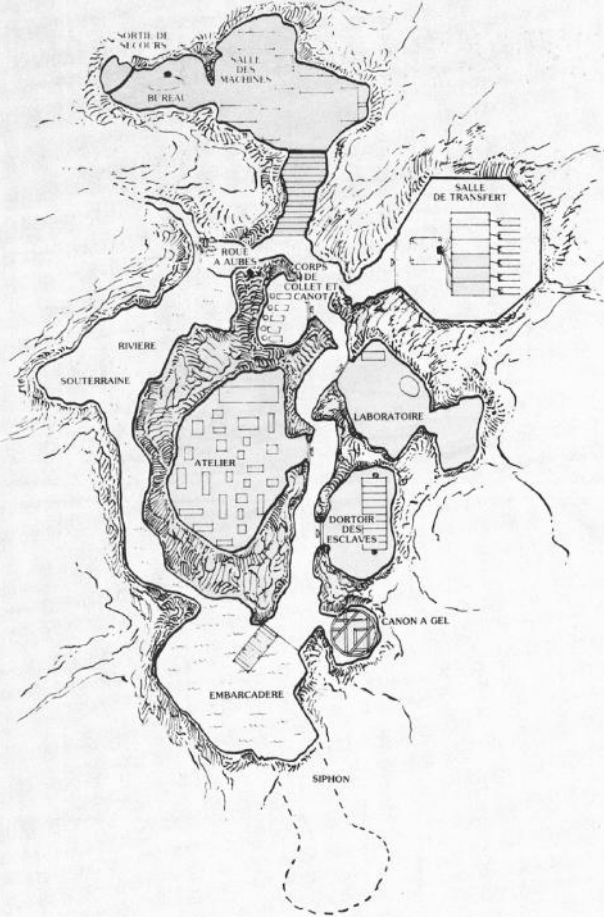 SORTIE DE
SECOURS
SALLE
DES
MACHINES
BUREAU
SALLE
DE TRANSFERT
ROUE
A AUBES
CORPS
DE
COLLET ET
CANOT
RIVIERE
SOUTERRAINE
LABORATOIRE
ATELIER
DORTOIR
DES
ESCLAVES
CANON A GEL
EMBARCADERE
SIPHON